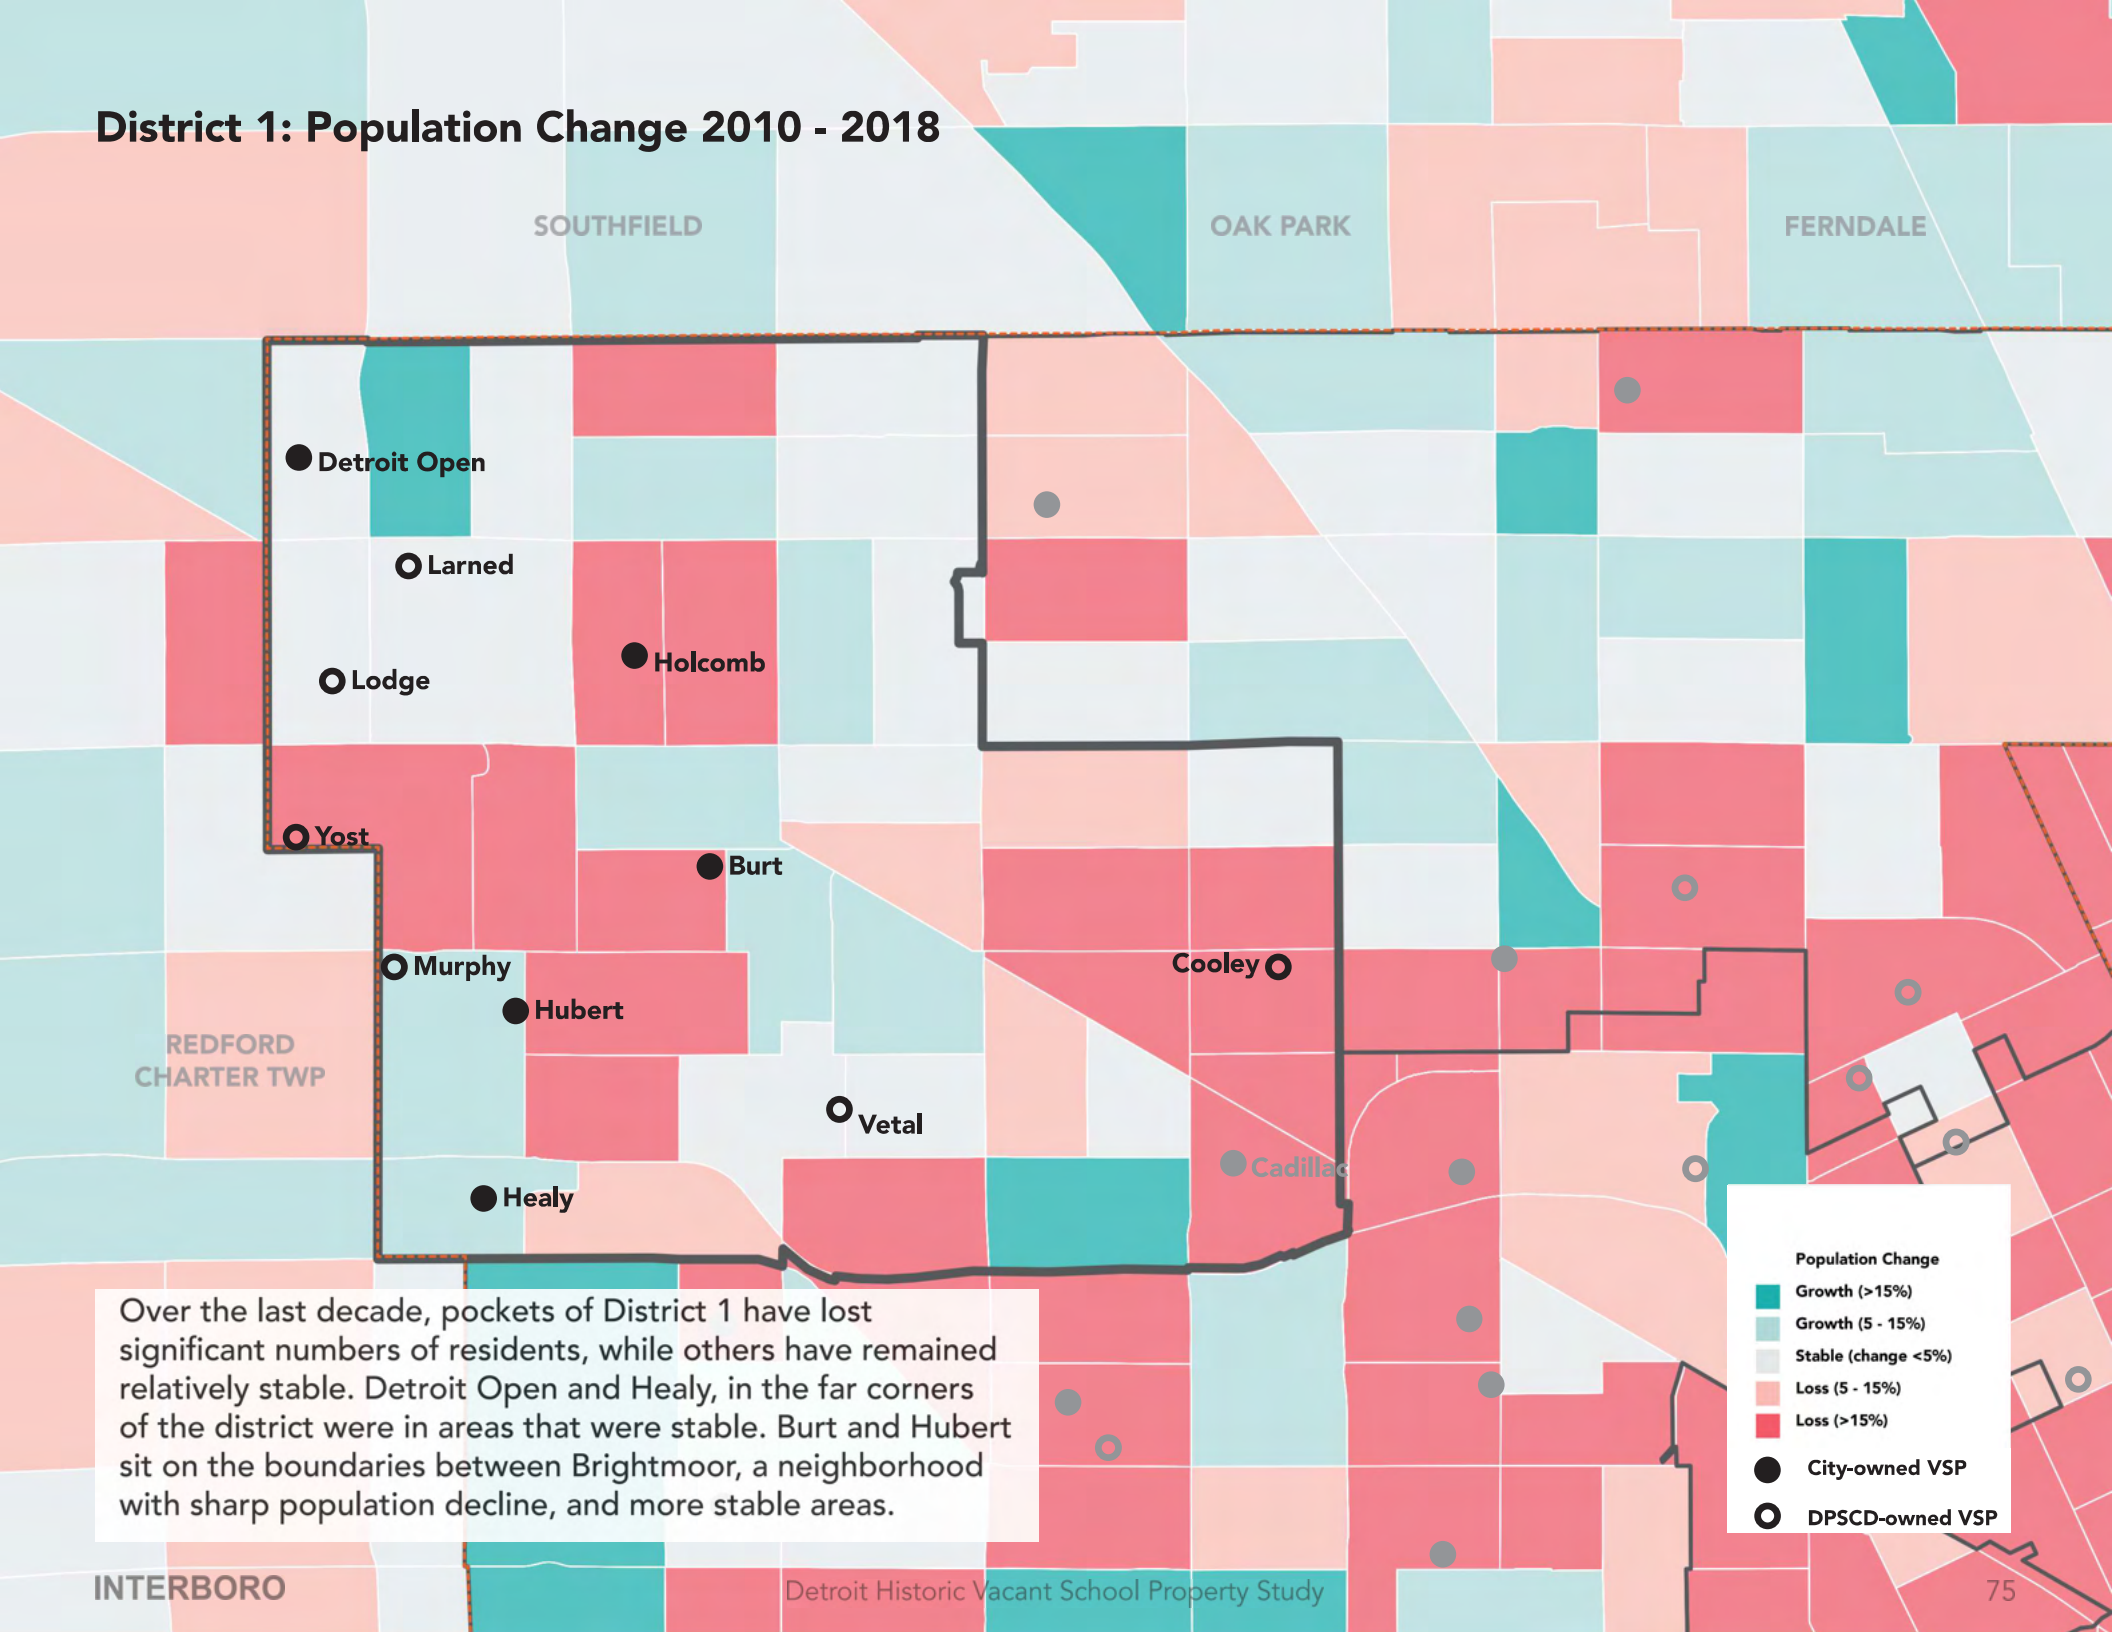 District 1: Population Change 2010 - 2018
SOUTHFIELD
OAK PARK
FERNDALE
Detroit Open
Larned
Holcomb
Lodge
Yost
Burt
Murphy
Cooley
Hubert
REDFORD
CHARTER TWP
Vetal
Cadillac
Healy
Population Change
Growth (>15%)
Growth (5 - 15%)
Stable (change <5%)
Loss (5 - 15%)
Loss (>15%)
City-owned VSP
DPSCD-owned VSP
Over the last decade, pockets of District 1 have lost
significant numbers of residents, while others have remained
relatively stable. Detroit Open and Healy, in the far corners
of the district were in areas that were stable. Burt and Hubert
sit on the boundaries between Brightmoor, a neighborhood
with sharp population decline, and more stable areas.
INTERBORO
Detroit Historic Vacant School Property Study
75